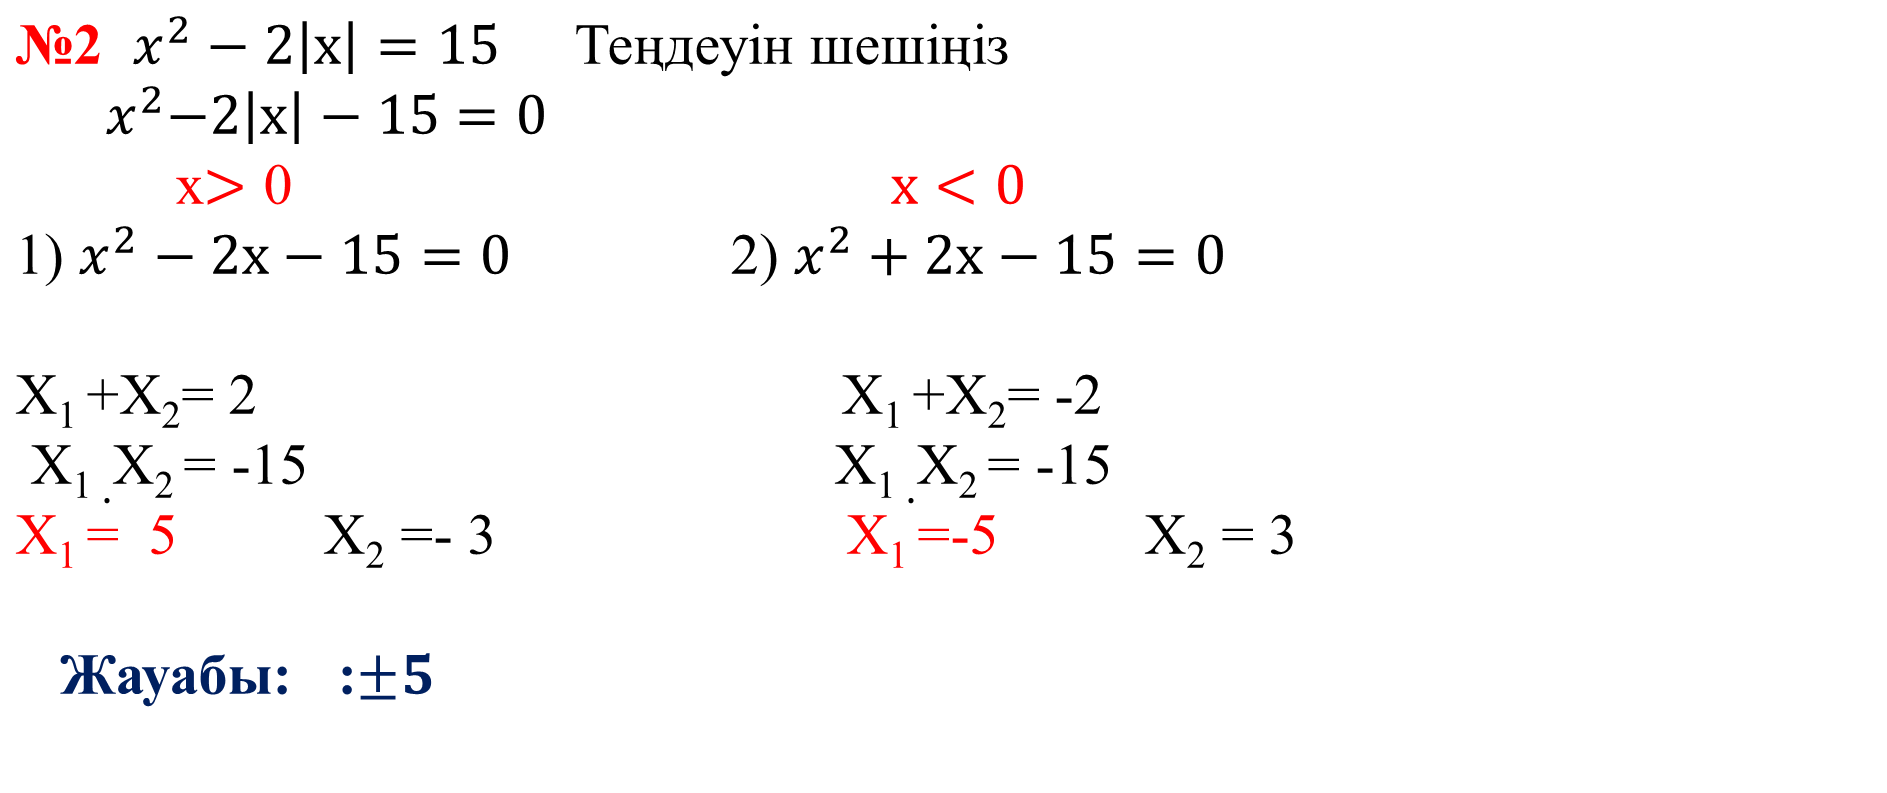 №2 x² − 2|x| = 15 Теңдеуін шешіңіз
x²−2|x| − 15 = 0
x> 0 x < 0
1) x² − 2x − 15 = 0 2) x² + 2x − 15 = 0
X₁ +X₂= 2 X₁ +X₂= -2
X₁ . X₂ = -15 X₁ . X₂ = -15
X₁ = 5 X₂ =- 3 X₁ =-5 X₂ = 3
Жауабы: :±5